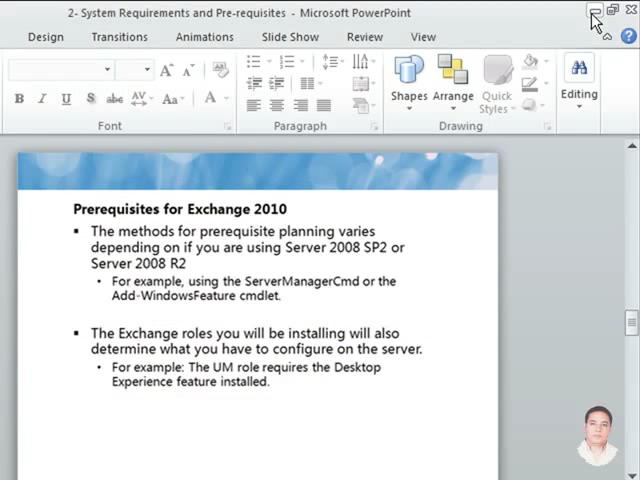 2- System Requirements and Pre-requisites - Microsoft PowerPoint
Design Transitions Animations Slide Show Review View
Shapes Arrange Quick Styles Editing
B I U S abc AV Aa A
Font Paragraph Drawing
Prerequisites for Exchange 2010
▪ The methods for prerequisite planning varies
depending on if you are using Server 2008 SP2 or
Server 2008 R2
• For example, using the ServerManagerCmd or the
Add-WindowsFeature cmdlet.
▪ The Exchange roles you will be installing will also
determine what you have to configure on the server.
• For example: The UM role requires the Desktop
Experience feature installed.